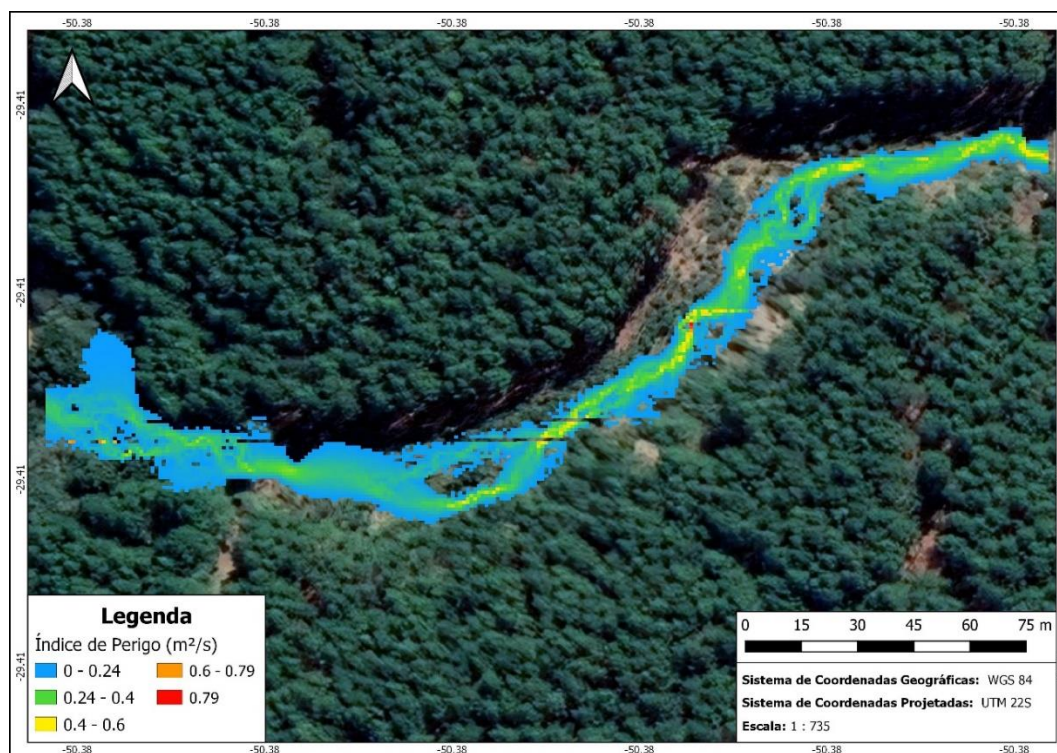 -50.38 -50.38 -50.38 -50.38 -50.38 -50.38
-29.41
-29.41
-29.41
-29.41
Legenda
Índice de Perigo (m²/s)
0 - 0.24 0.6 - 0.79
0.24 - 0.4 0.79
0.4 - 0.6
0 15 30 45 60 75 m
Sistema de Coordenadas Geográficas: WGS 84
Sistema de Coordenadas Projetadas: UTM 22S
Escala: 1 : 735
-50.38 -50.38 -50.38 -50.38 -50.38 -50.38